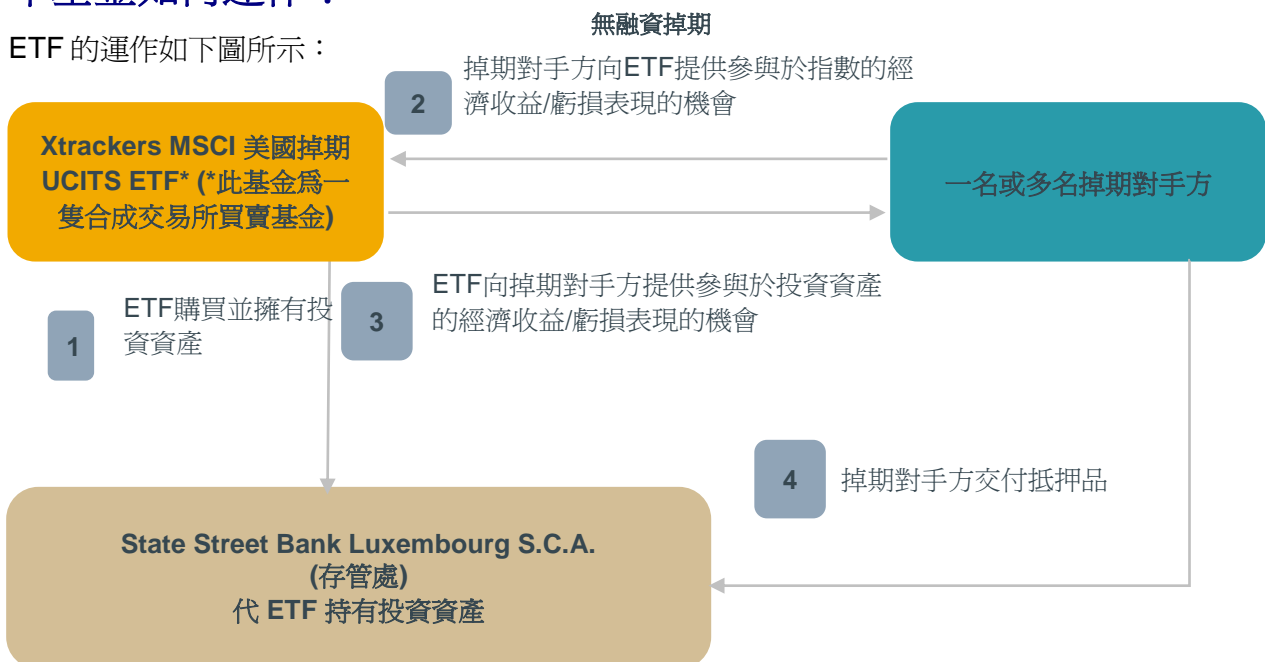 本基金如何運作？
ETF 的運作如下圖所示：
無融資掉期
2
掉期對手方向ETF提供參與於指數的經
濟收益/虧損表現的機會
Xtrackers MSCI 美國掉期
UCITS ETF* (*此基金爲一
隻合成交易所買賣基金)
一名或多名掉期對手方
1
ETF購買並擁有投
資資產
3
ETF向掉期對手方提供參與於投資資產
的經濟收益/虧損表現的機會
4
掉期對手方交付抵押品
State Street Bank Luxembourg S.C.A.
(存管處)
代 ETF 持有投資資產